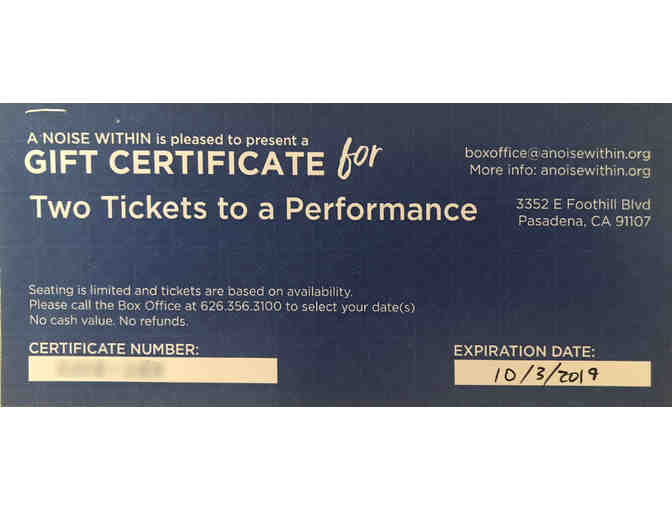 A NOISE WITHIN is pleased to present a
GIFT CERTIFICATE for
Two Tickets to a Performance
boxoffice@anoisewithin.org
More info: anoisewithin.org
3352 E Foothill Blvd
Pasadena, CA 91107
Seating is limited and tickets are based on availability.
Please call the Box Office at 626.356.3100 to select your date(s)
No cash value. No refunds.
CERTIFICATE NUMBER:
EXPIRATION DATE:
10/3/2019